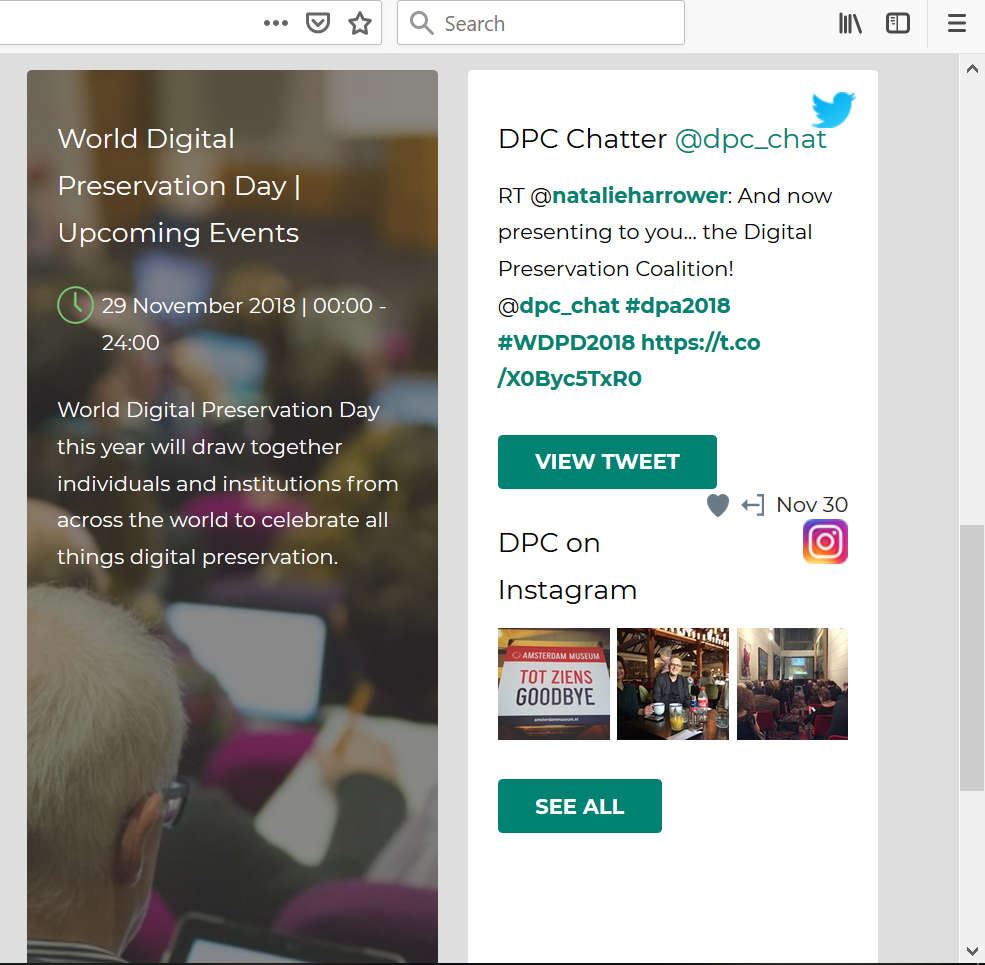 Search
World Digital
Preservation Day |
Upcoming Events
29 November 2018 | 00:00 -
24:00
World Digital Preservation Day
this year will draw together
individuals and institutions from
across the world to celebrate all
things digital preservation.
DPC Chatter @dpc_chat
RT @natalieharrower: And now
presenting to you... the Digital
Preservation Coalition!
@dpc_chat #dpa2018
#WDPD2018 https://t.co
/X0Byc5TxR0
VIEW TWEET
Nov 30
DPC on
Instagram
AMSTERDAM MUSEUM
TOT ZIENS
GOODBYE
amsterdammuseum.nl
SEE ALL